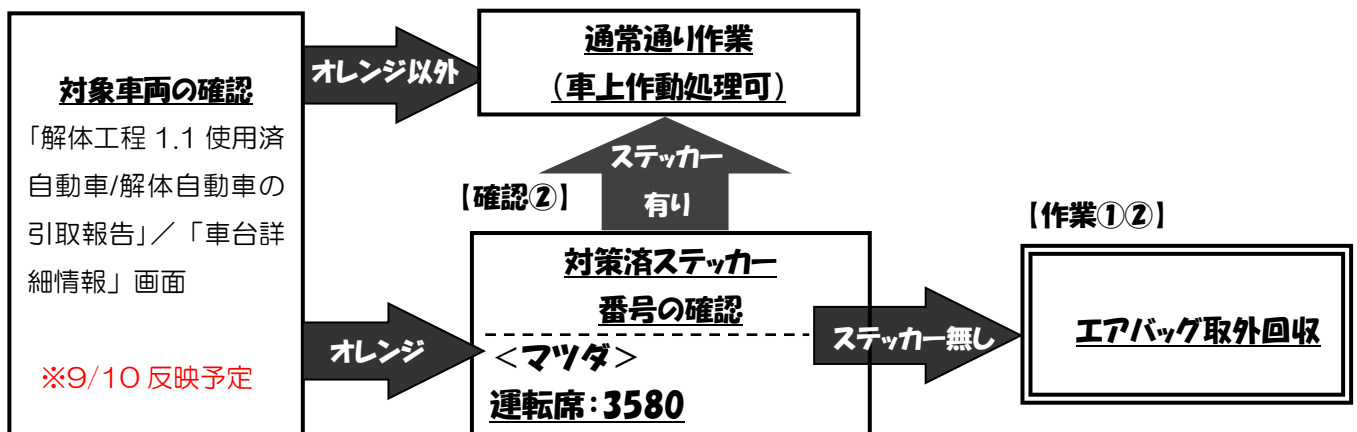 対象車両の確認
「解体工程 1.1 使用済
自動車/解体自動車の
引取報告」／「車台詳
細情報」画面
※9/10 反映予定
オレンジ以外
通常通り作業
（車上作動処理可）
オレンジ
【確認②】
ステッカー
有り
対策済ステッカー
番号の確認
＜マツダ＞
運転席：3580
ステッカー無し
【作業①②】
エアバッグ取外回収